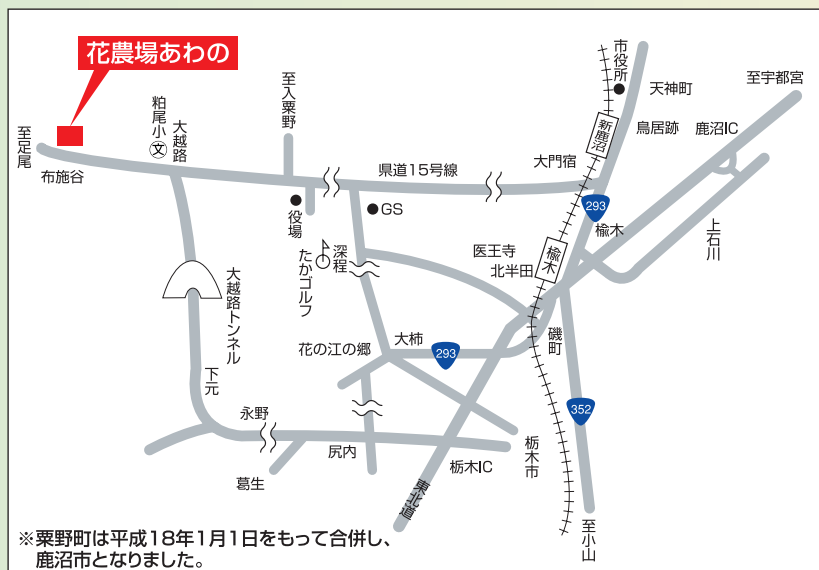 花農場あわの
至足尾
布施谷
粕尾小
文
大越路
至入粟野
県道15号線
役場
GS
深程
たかゴルフ
大越路トンネル
下元
永野
葛生
尻内
花の江の郷
大柿
293
医王寺
北半田
大門宿
新鹿沼
市役所
天神町
鳥居跡
鹿沼IC
至宇都宮
293
楡木
楡木
上石川
磯町
352
栃木市
栃木IC
東北道
至小山
※粟野町は平成18年1月1日をもって合併し、
鹿沼市となりました。